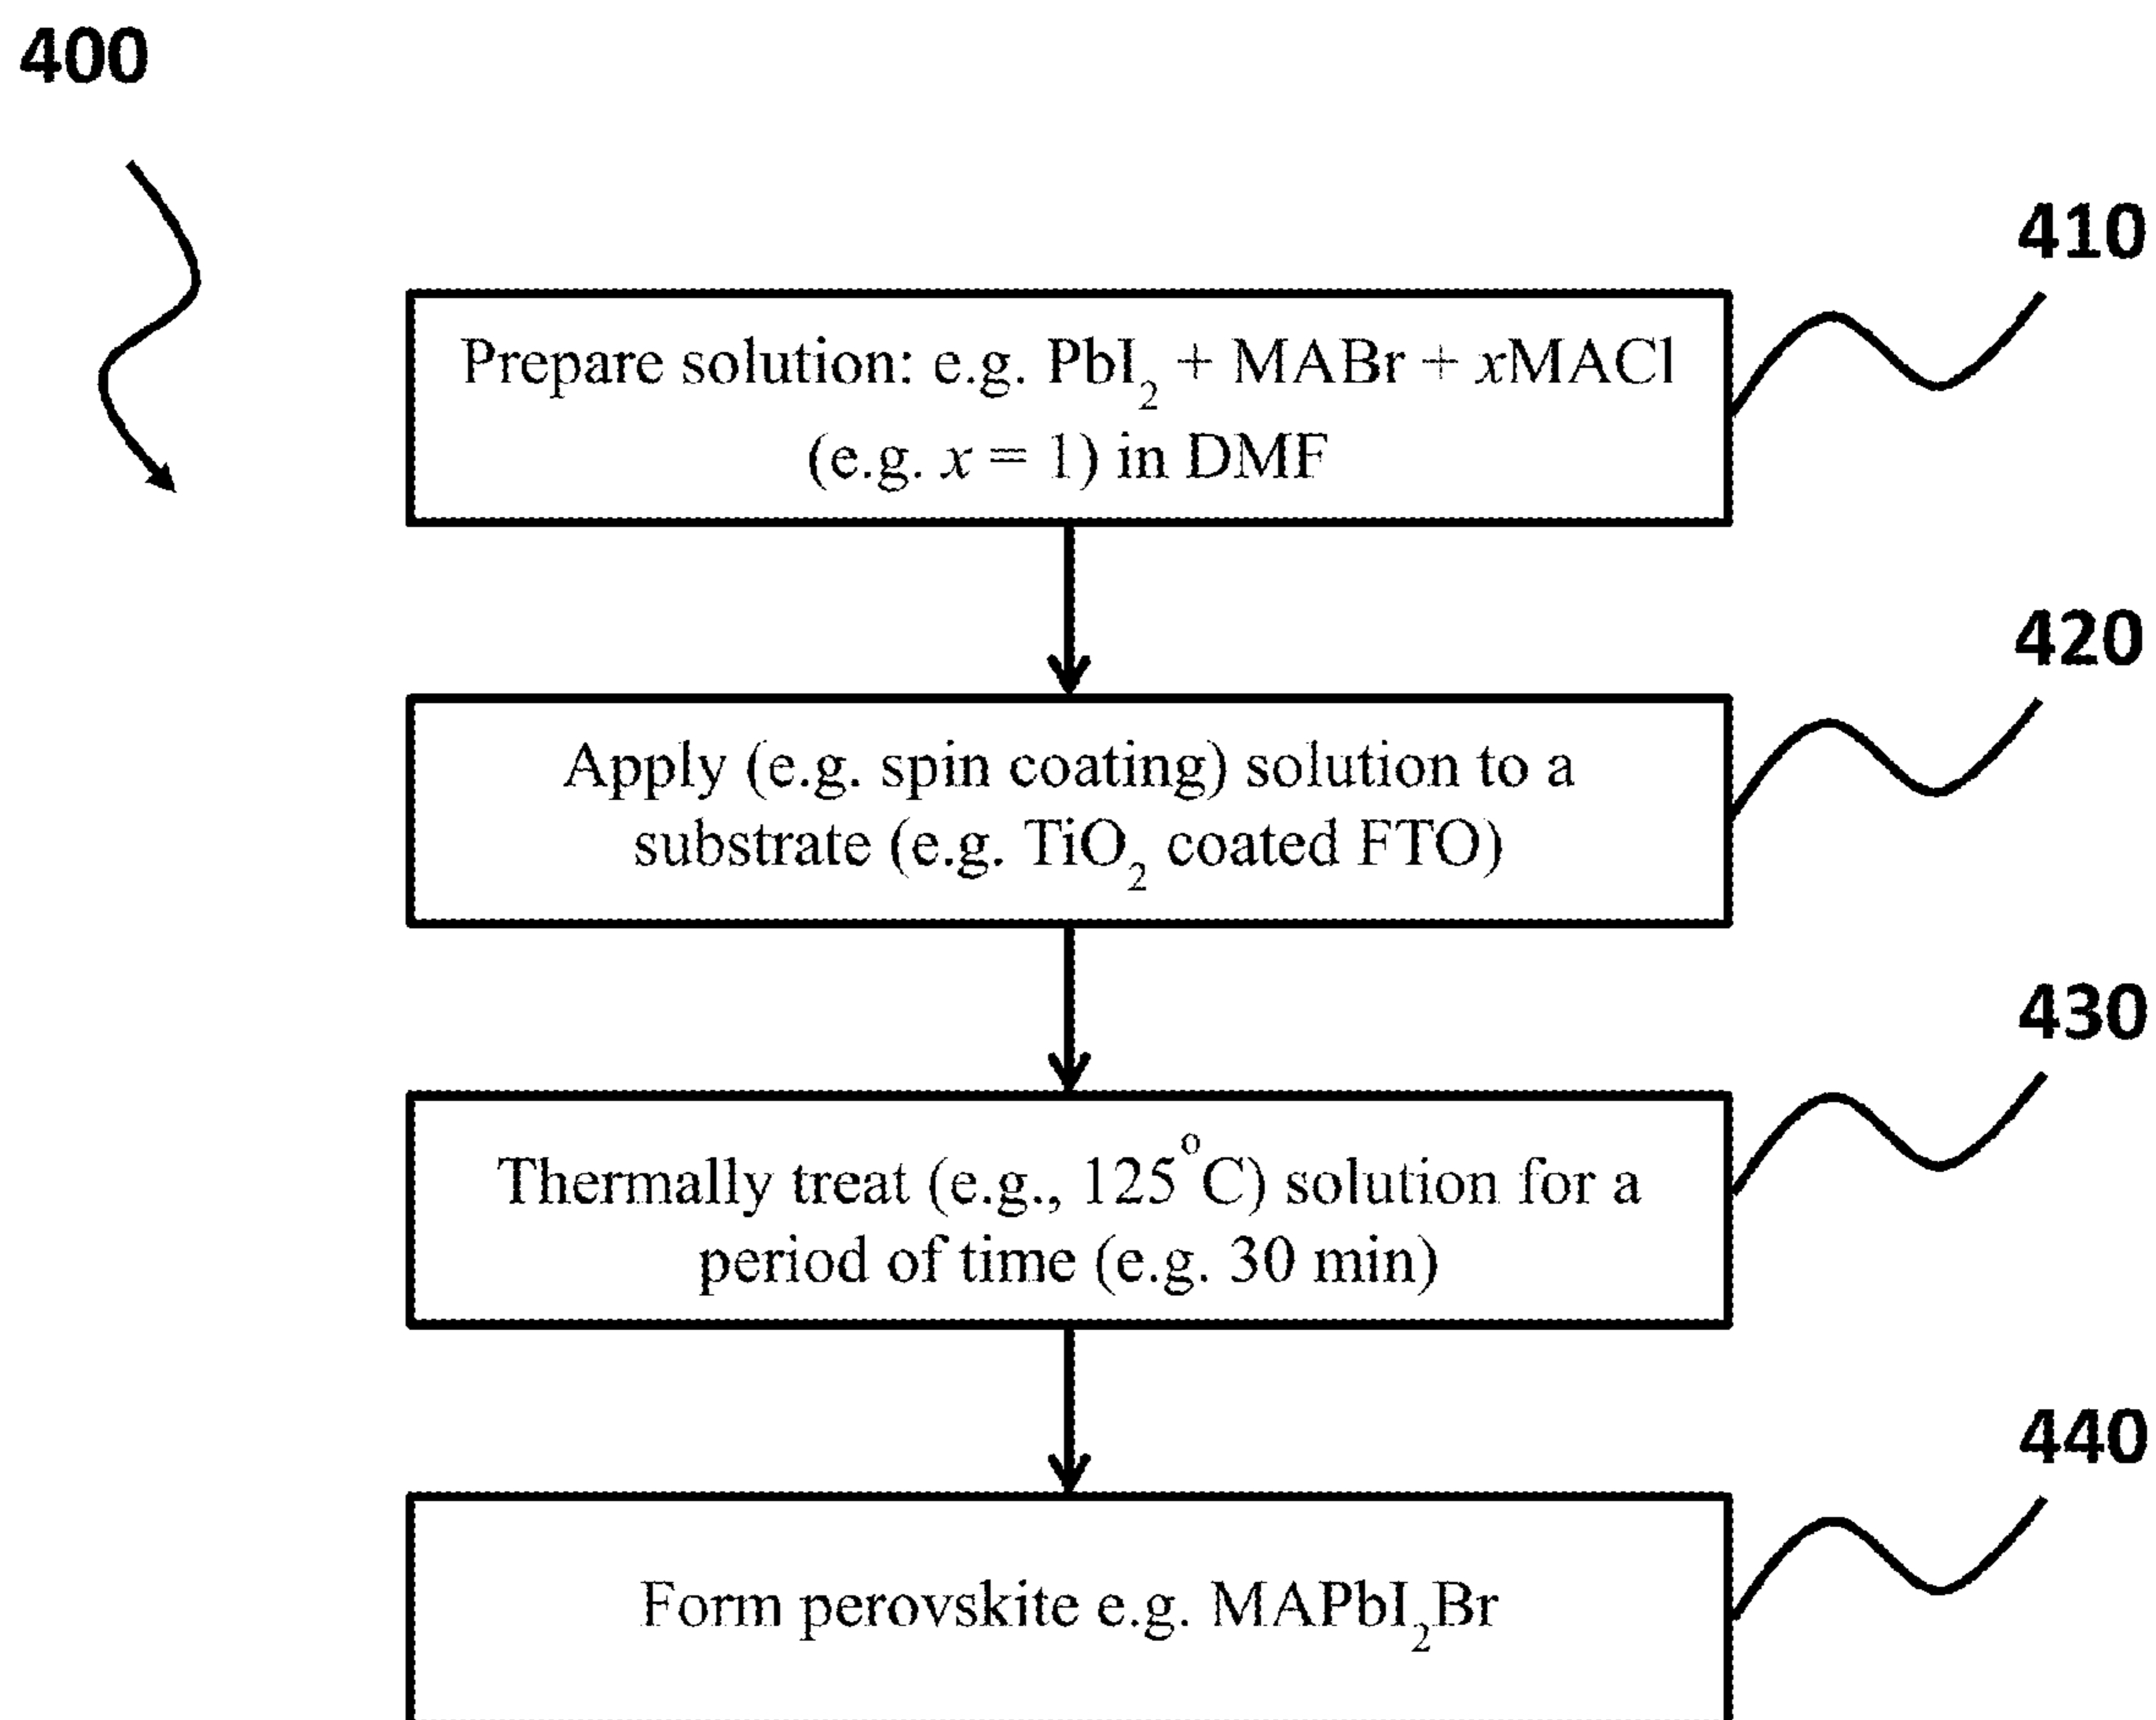 400
410
Prepare solution: e.g. PbI₂ + MABr + xMACl
(e.g. x = 1) in DMF
420
Apply (e.g. spin coating) solution to a
substrate (e.g. TiO₂ coated FTO)
430
Thermally treat (e.g., 125°C) solution for a
period of time (e.g. 30 min)
440
Form perovskite e.g. MAPbI₂Br